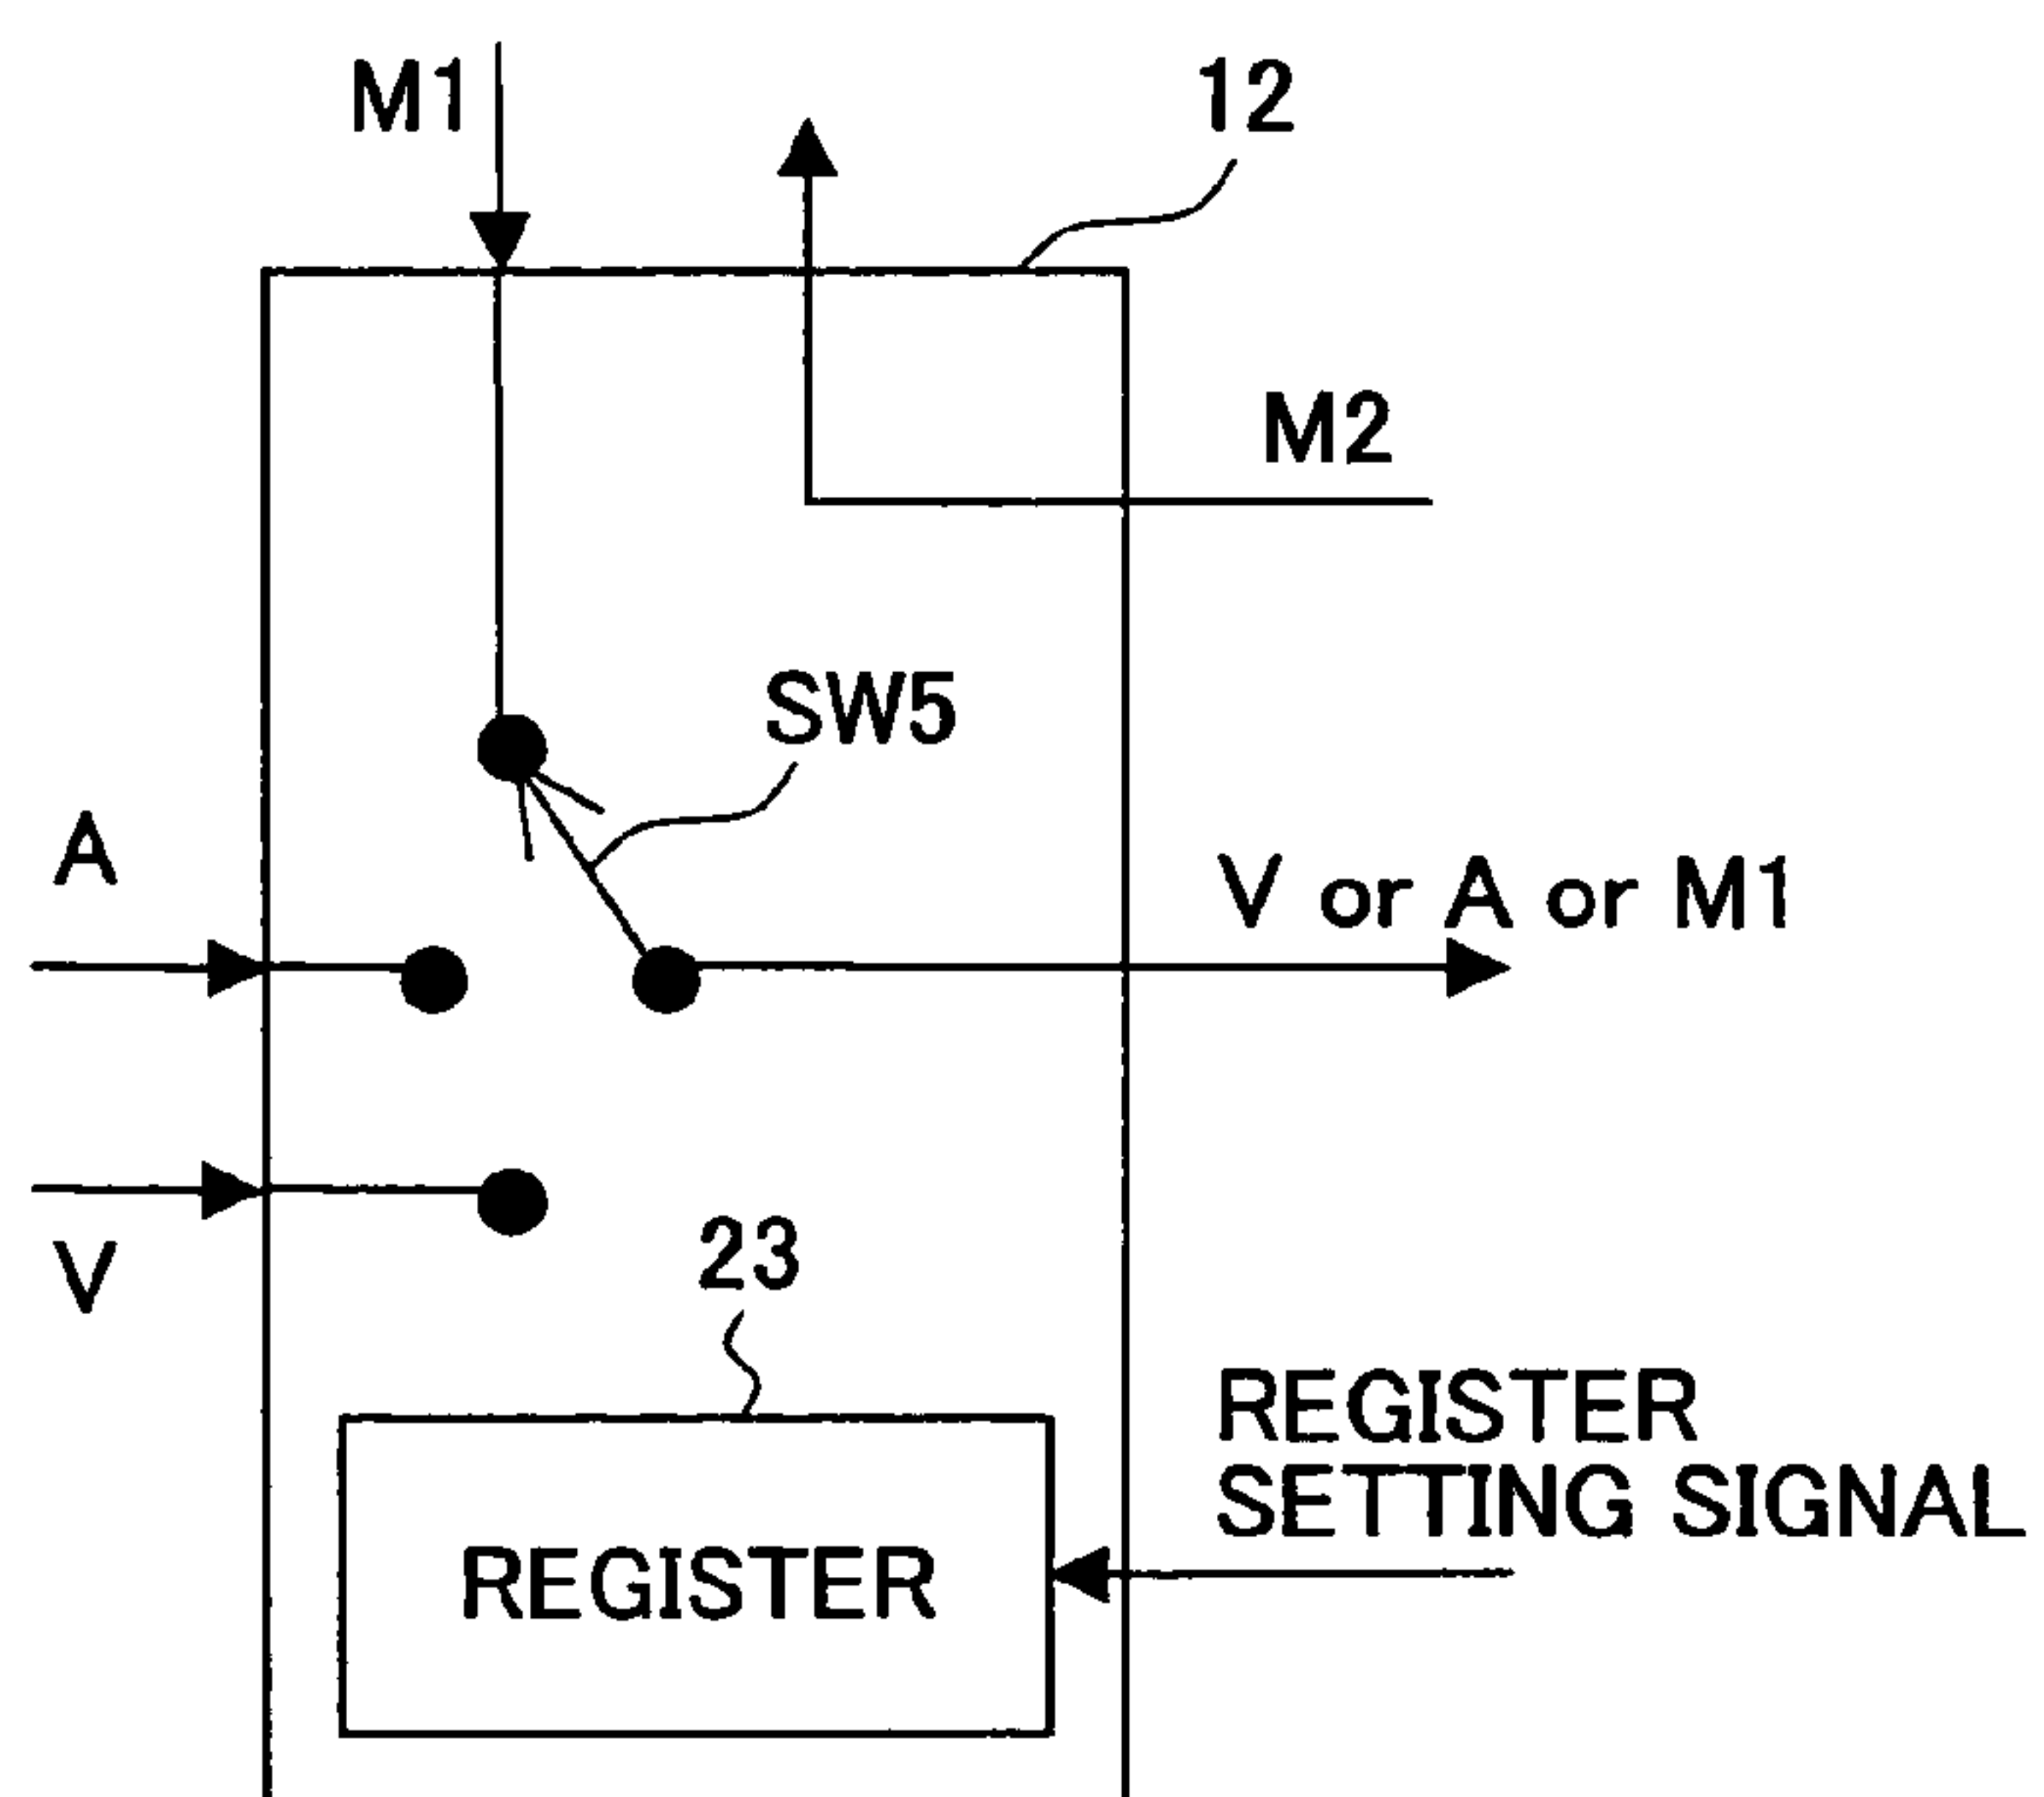 M1
12
M2
SW5
A
V or A or M1
V
23
REGISTER
SETTING SIGNAL
REGISTER